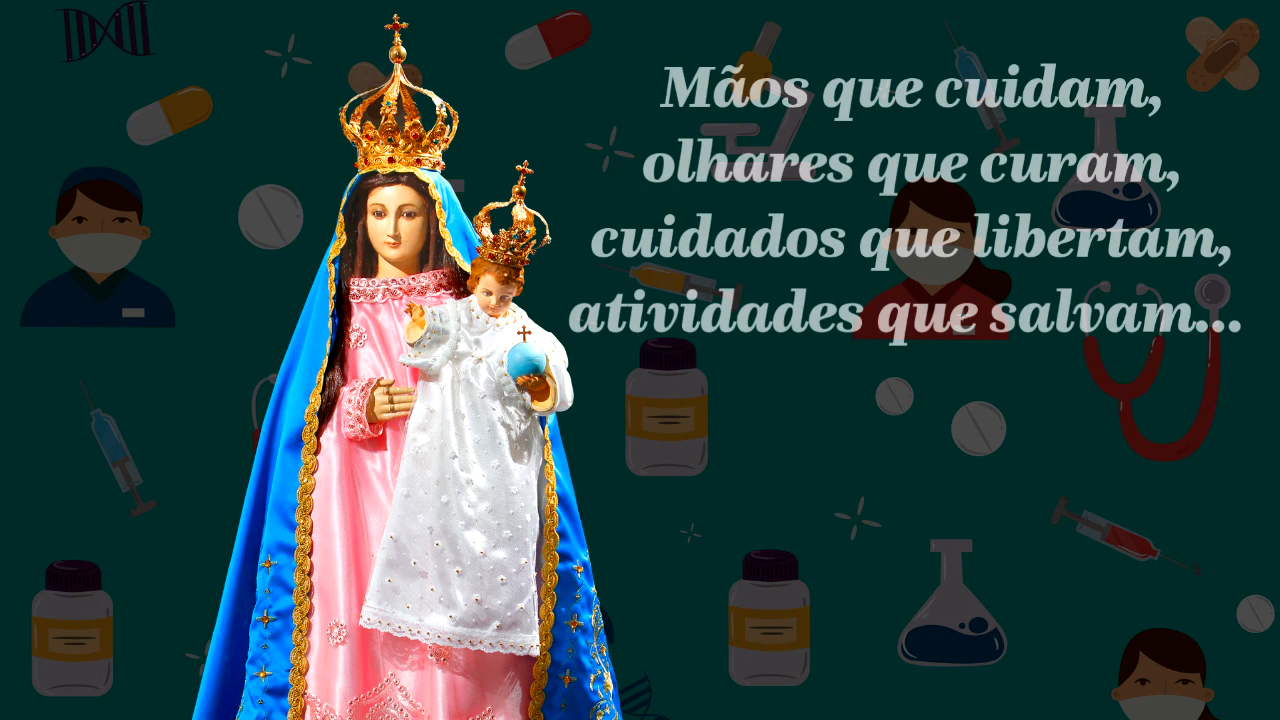 Mãos que cuidam,
olhares que curam,
cuidados que libertam,
atividades que salvam...